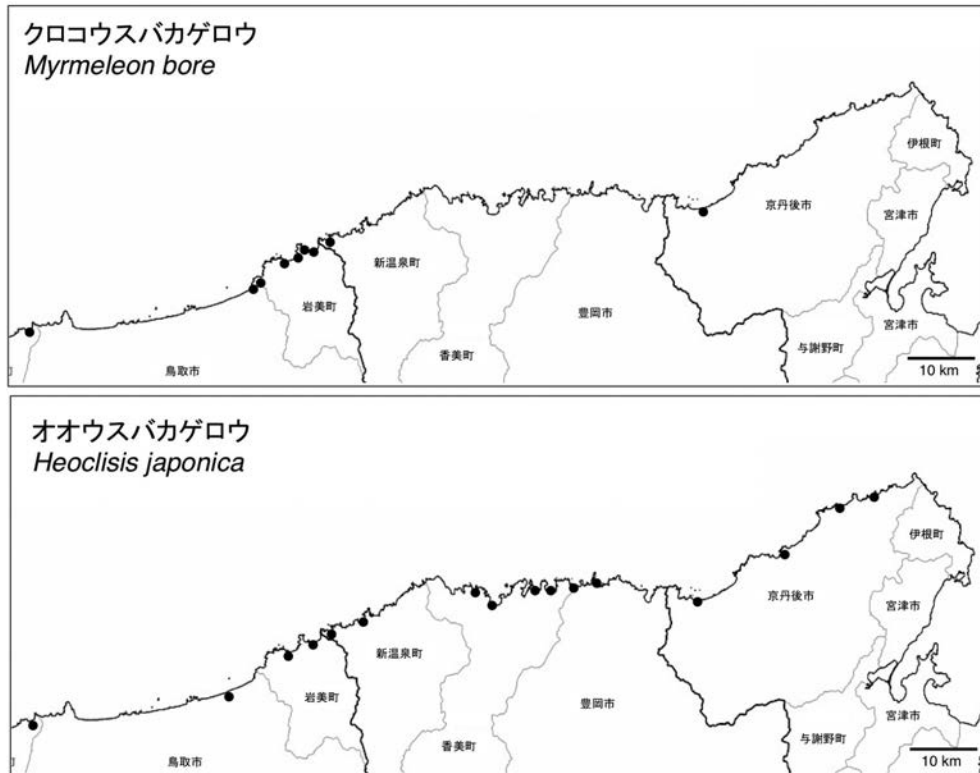 クロコウスバカゲロウ
Myrmeleon bore
伊根町
京丹後市
宮津市
新温泉町
岩美町
豊岡市
宮津市
与謝野町
香美町
鳥取市
10 km
オオウスバカゲロウ
Heoclisis japonica
伊根町
京丹後市
宮津市
新温泉町
岩美町
豊岡市
宮津市
与謝野町
香美町
鳥取市
10 km